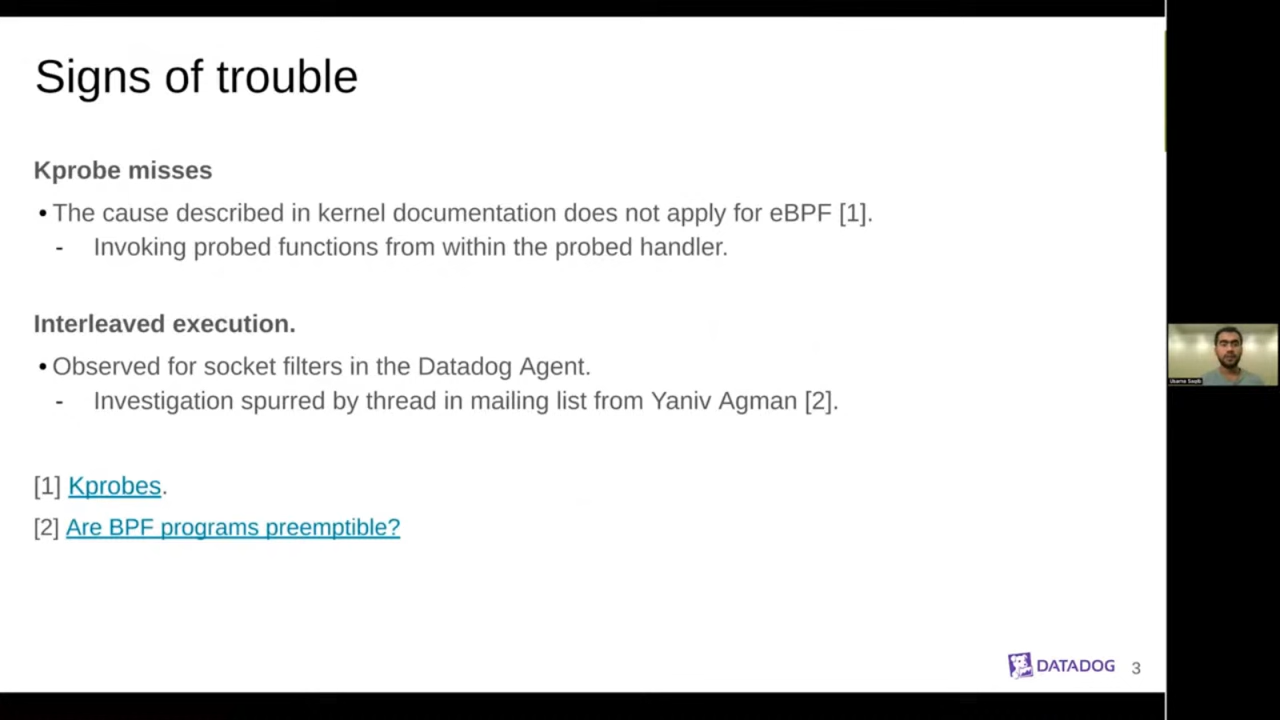 Signs of trouble
Kprobe misses
• The cause described in kernel documentation does not apply for eBPF [1].
- Invoking probed functions from within the probed handler.
Interleaved execution.
• Observed for socket filters in the Datadog Agent.
- Investigation spurred by thread in mailing list from Yaniv Agman [2].
[1] Kprobes.
[2] Are BPF programs preemptible?
DATADOG 3